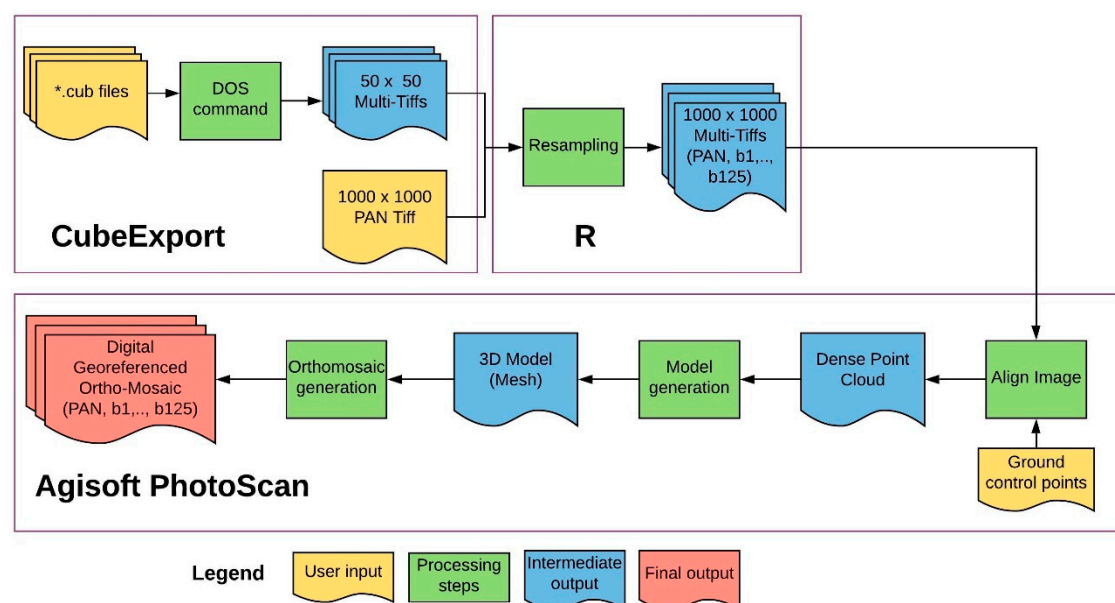 *.cub files
DOS
command
50 x 50
Multi-Tiffs
1000 x 1000
PAN Tiff
CubeExport
Resampling
1000 x 1000
Multi-Tiffs
(PAN, b1,..,
b125)
R
Digital
Georeferenced
Ortho-Mosaic
(PAN, b1,.., b125)
Orthomosaic
generation
3D Model
(Mesh)
Model
generation
Dense Point
Cloud
Align Image
Ground
control points
Agisoft PhotoScan
Legend
User input
Processing
steps
Intermediate
output
Final output